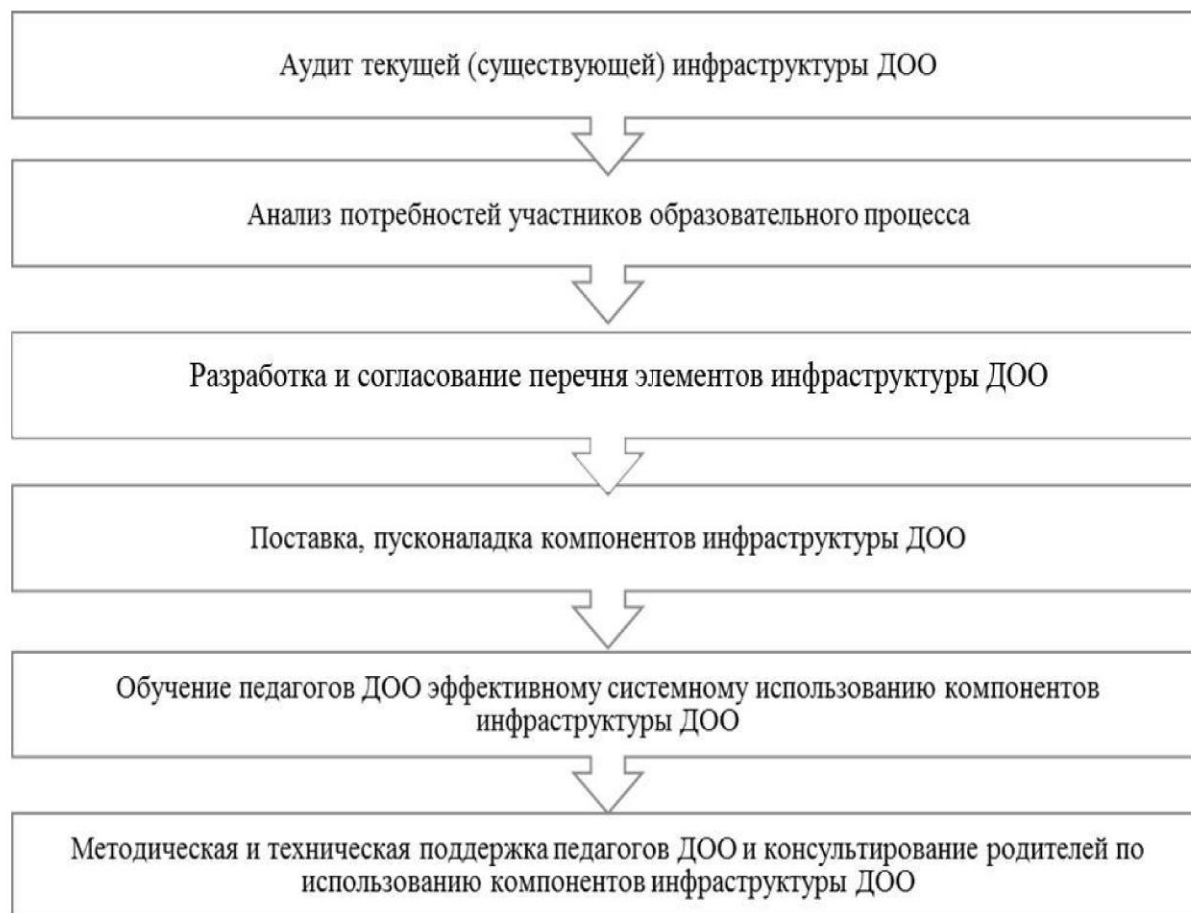 Аудит текущей (существующей) инфраструктуры ДОО
Анализ потребностей участников образовательного процесса
Разработка и согласование перечня элементов инфраструктуры ДОО
Поставка, пусконаладка компонентов инфраструктуры ДОО
Обучение педагогов ДОО эффективному системному использованию компонентов
инфраструктуры ДОО
Методическая и техническая поддержка педагогов ДОО и консультирование родителей по
использованию компонентов инфраструктуры ДОО